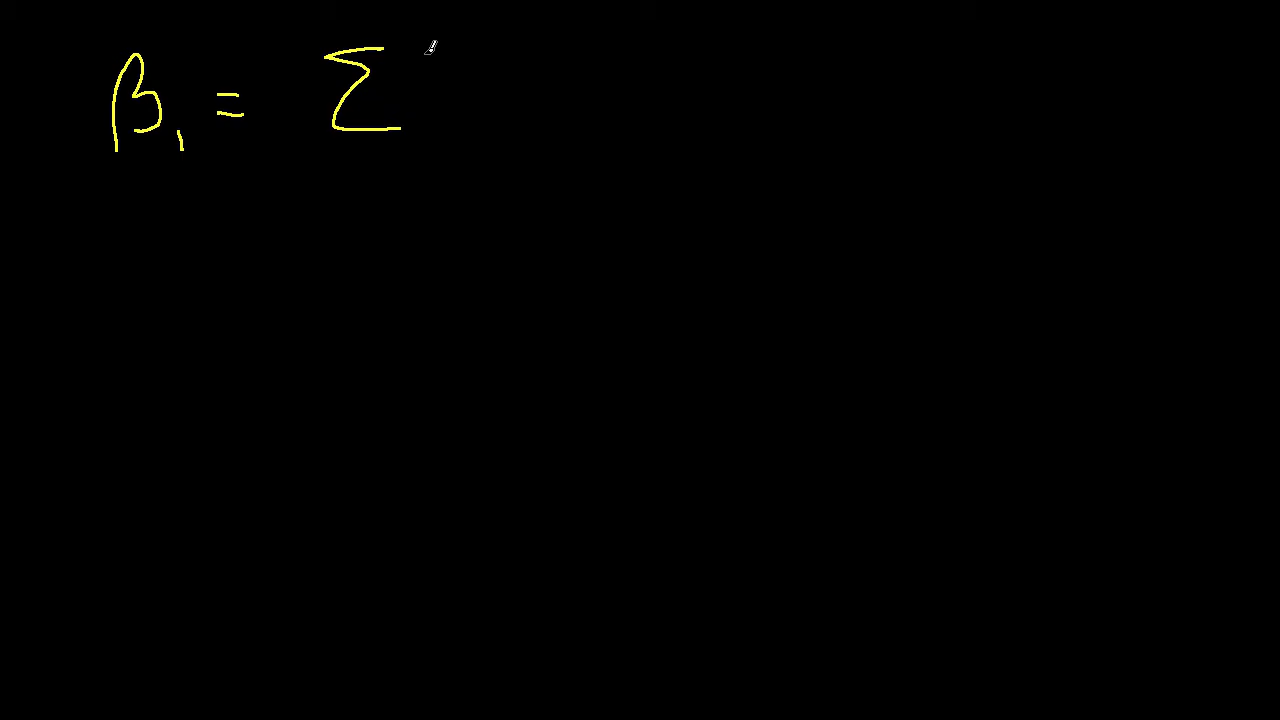 β₁ = Σ